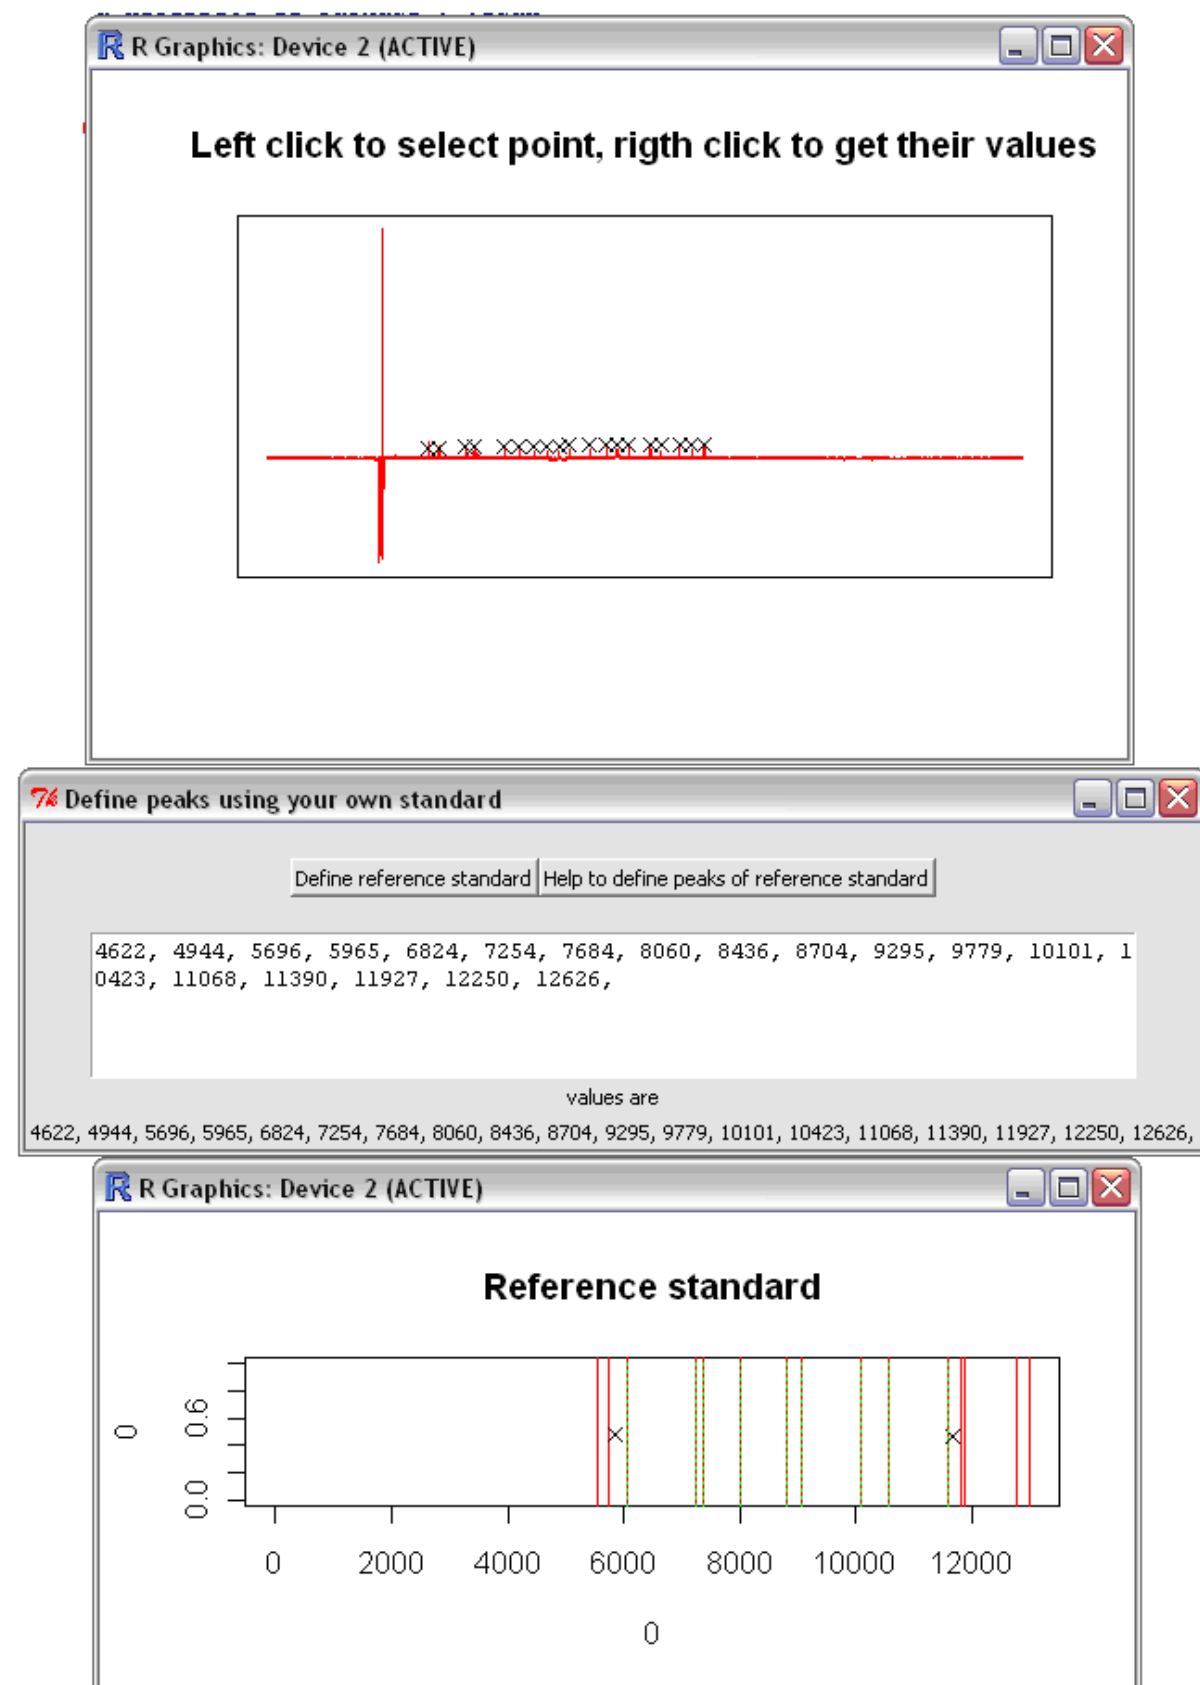 R Graphics: Device 2 (ACTIVE)
Left click to select point, rigth click to get their values
Define peaks using your own standard
Define reference standard Help to define peaks of reference standard
4622, 4944, 5696, 5965, 6824, 7254, 7684, 8060, 8436, 8704, 9295, 9779, 10101, 1
0423, 11068, 11390, 11927, 12250, 12626,
values are
4622, 4944, 5696, 5965, 6824, 7254, 7684, 8060, 8436, 8704, 9295, 9779, 10101, 10423, 11068, 11390, 11927, 12250, 12626,
R Graphics: Device 2 (ACTIVE)
Reference standard
0
0.6
0.0
0 2000 4000 6000 8000 10000 12000
0